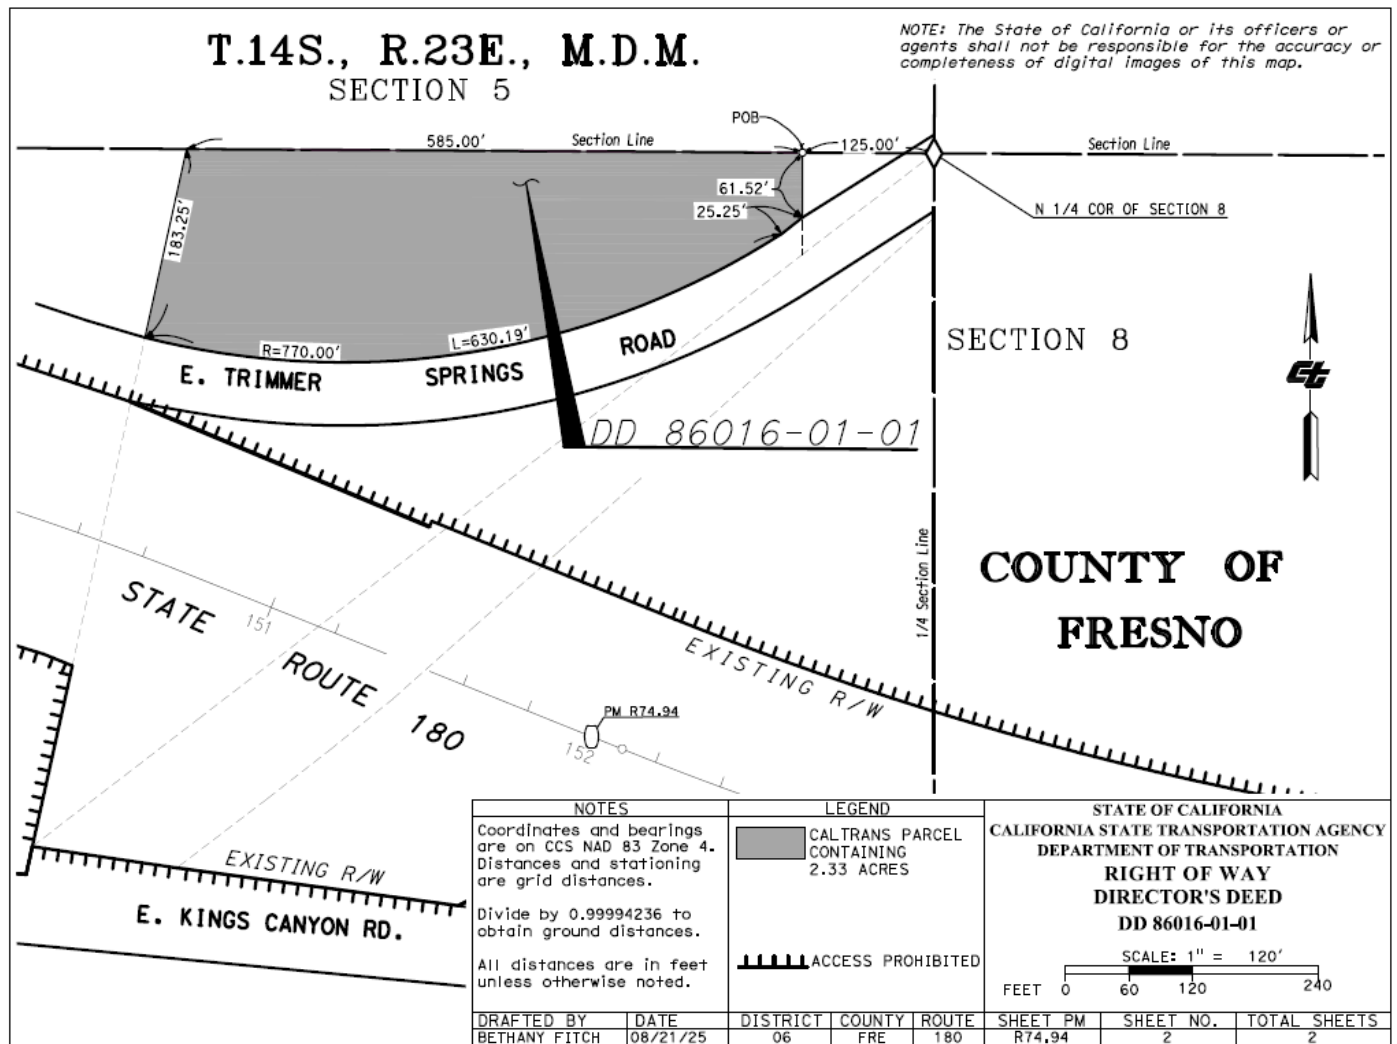 T.14S., R.23E., M.D.M.
SECTION 5
NOTE: The State of California or its officers or
agents shall not be responsible for the accuracy or
completeness of digital images of this map.
POB
585.00'
Section Line
125.00'
Section Line
61.52'
25.25'
N 1/4 COR OF SECTION 8
183.25'
SECTION 8
R=770.00'
L=630.19'
E. TRIMMER SPRINGS ROAD
Ct
DD 86016-01-01
1/4 Section Line
COUNTY OF
FRESNO
STATE ROUTE 180
151
EXISTING R/W
PM R74.94
152
EXISTING R/W
E. KINGS CANYON RD.
NOTES
Coordinates and bearings
are on CCS NAD 83 Zone 4.
Distances and stationing
are grid distances.
Divide by 0.99994236 to
obtain ground distances.
All distances are in feet
unless otherwise noted.
LEGEND
CALTRANS PARCEL
CONTAINING
2.33 ACRES
ACCESS PROHIBITED
STATE OF CALIFORNIA
CALIFORNIA STATE TRANSPORTATION AGENCY
DEPARTMENT OF TRANSPORTATION
RIGHT OF WAY
DIRECTOR'S DEED
DD 86016-01-01
SCALE: 1" = 120'
FEET 0 60 120 240
DRAFTED BY DATE DISTRICT COUNTY ROUTE SHEET PM SHEET NO. TOTAL SHEETS
BETHANY FITCH 08/21/25 06 FRE 180 R74.94 2 2